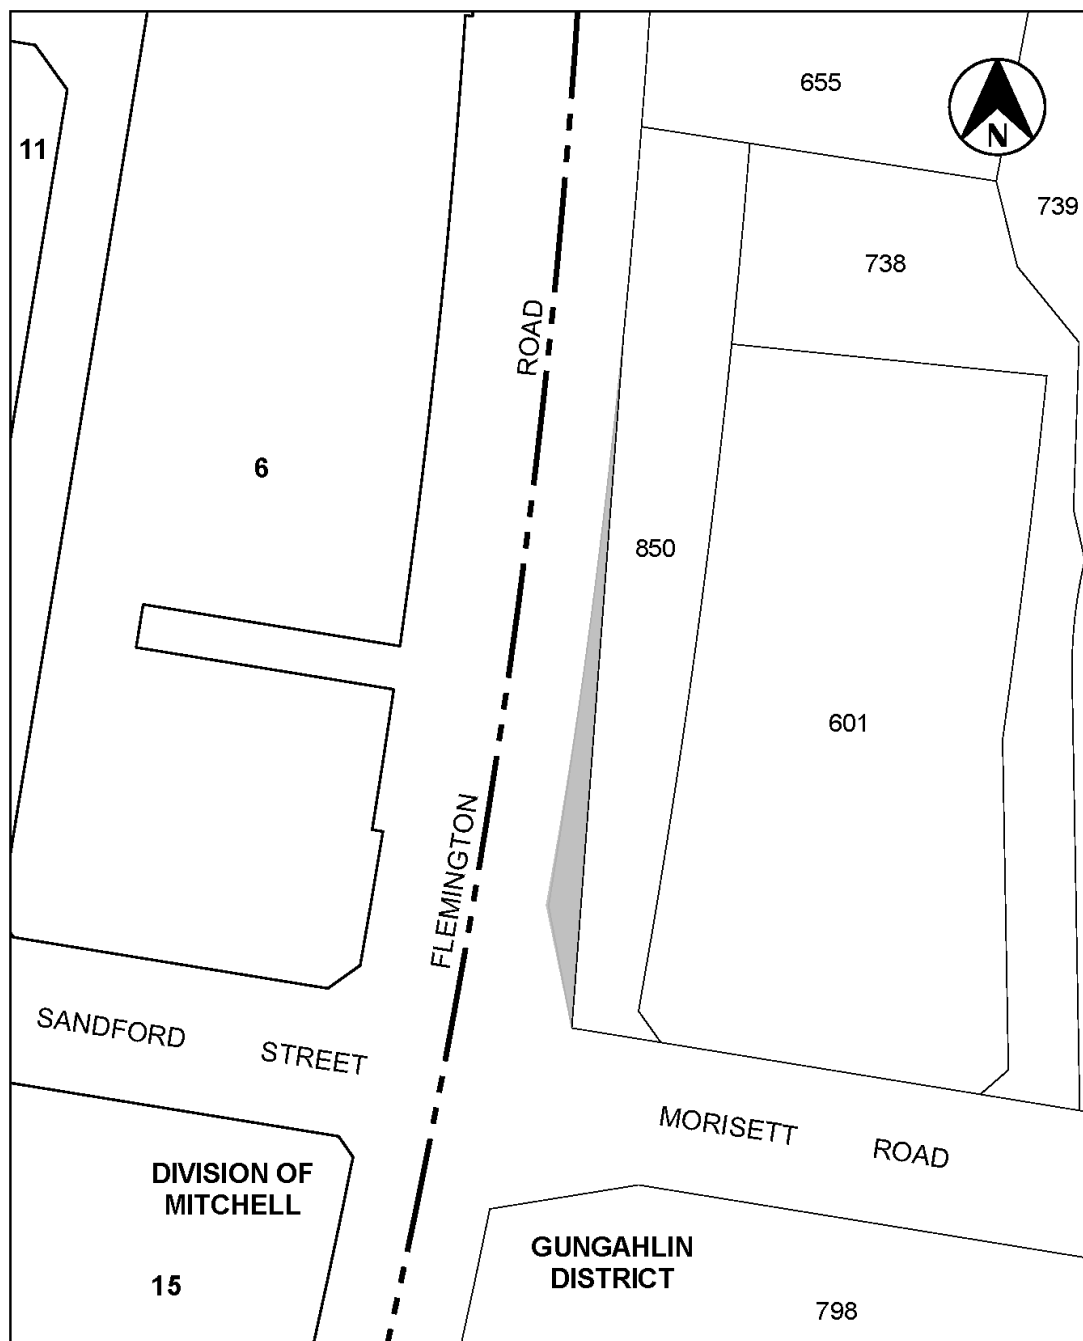 655
N
11
739
738
ROAD
6
850
601
FLEMINGTON
SANDFORD STREET
MORISETT ROAD
DIVISION OF
MITCHELL
GUNGAHLIN
DISTRICT
15
798